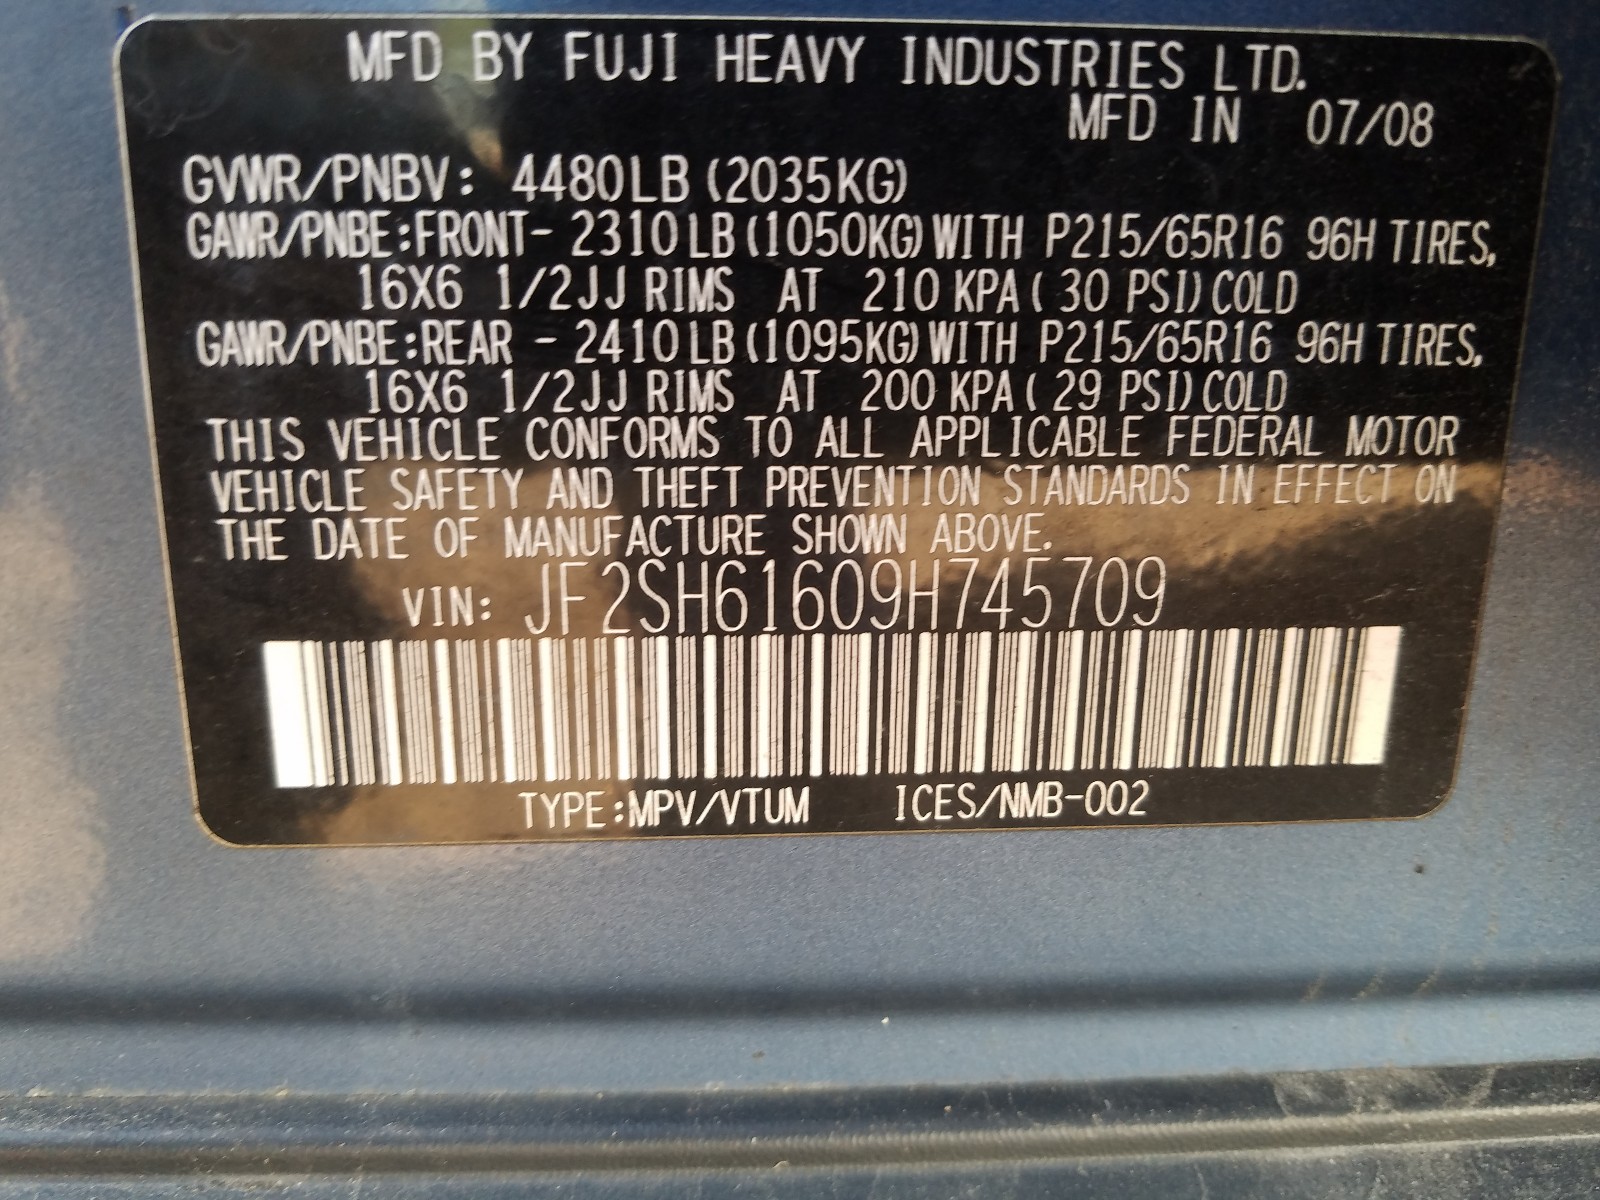 MFD BY FUJI HEAVY INDUSTRIES LTD.
MFD IN 07/08
GVWR/PNBV: 4480LB (2035KG)
GAWR/PNBE:FRONT- 2310LB (1050KG) WITH P215/65R16 96H TIRES,
16X6 1/2JJ RIMS AT 210 KPA ( 30 PSI) COLD
GAWR/PNBE:REAR - 2410LB (1095KG) WITH P215/65R16 96H TIRES,
16X6 1/2JJ RIMS AT 200 KPA ( 29 PSI) COLD
THIS VEHICLE CONFORMS TO ALL APPLICABLE FEDERAL MOTOR
VEHICLE SAFETY AND THEFT PREVENTION STANDARDS IN EFFECT ON
THE DATE OF MANUFACTURE SHOWN ABOVE.
VIN: JF2SH61609H745709
TYPE:MPV/VTUM ICES/NMB-002